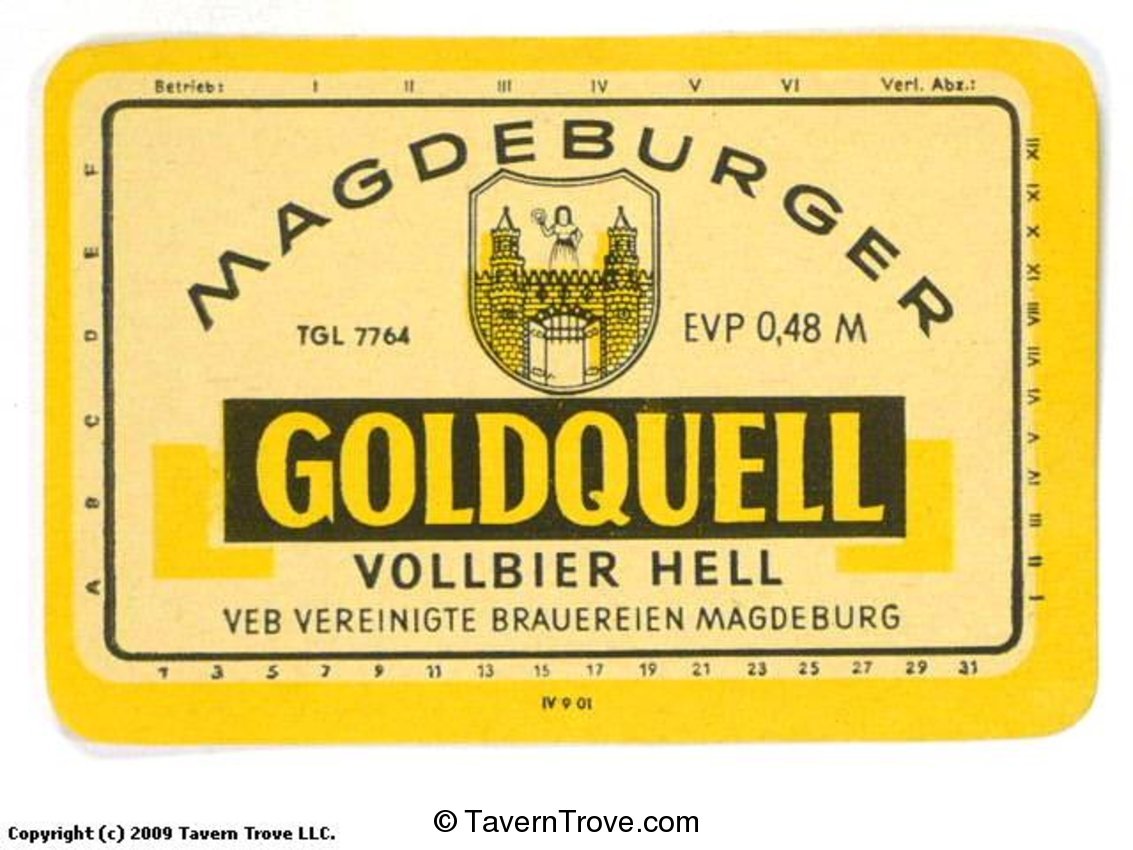 Betrieb: I II III IV V VI Verl. Abz.:
F E D C B A
MAGDEBURGER
TGL 7764
EVP 0,48 M
GOLDQUELL
VOLLBIER HELL
VEB VEREINIGTE BRAUEREIEN MAGDEBURG
XII IX X XI VIII VII VI V IV III II I
1 3 5 7 9 11 13 15 17 19 21 23 25 27 29 31
IV 9 01
© TavernTrove.com
Copyright (c) 2009 Tavern Trove LLC.